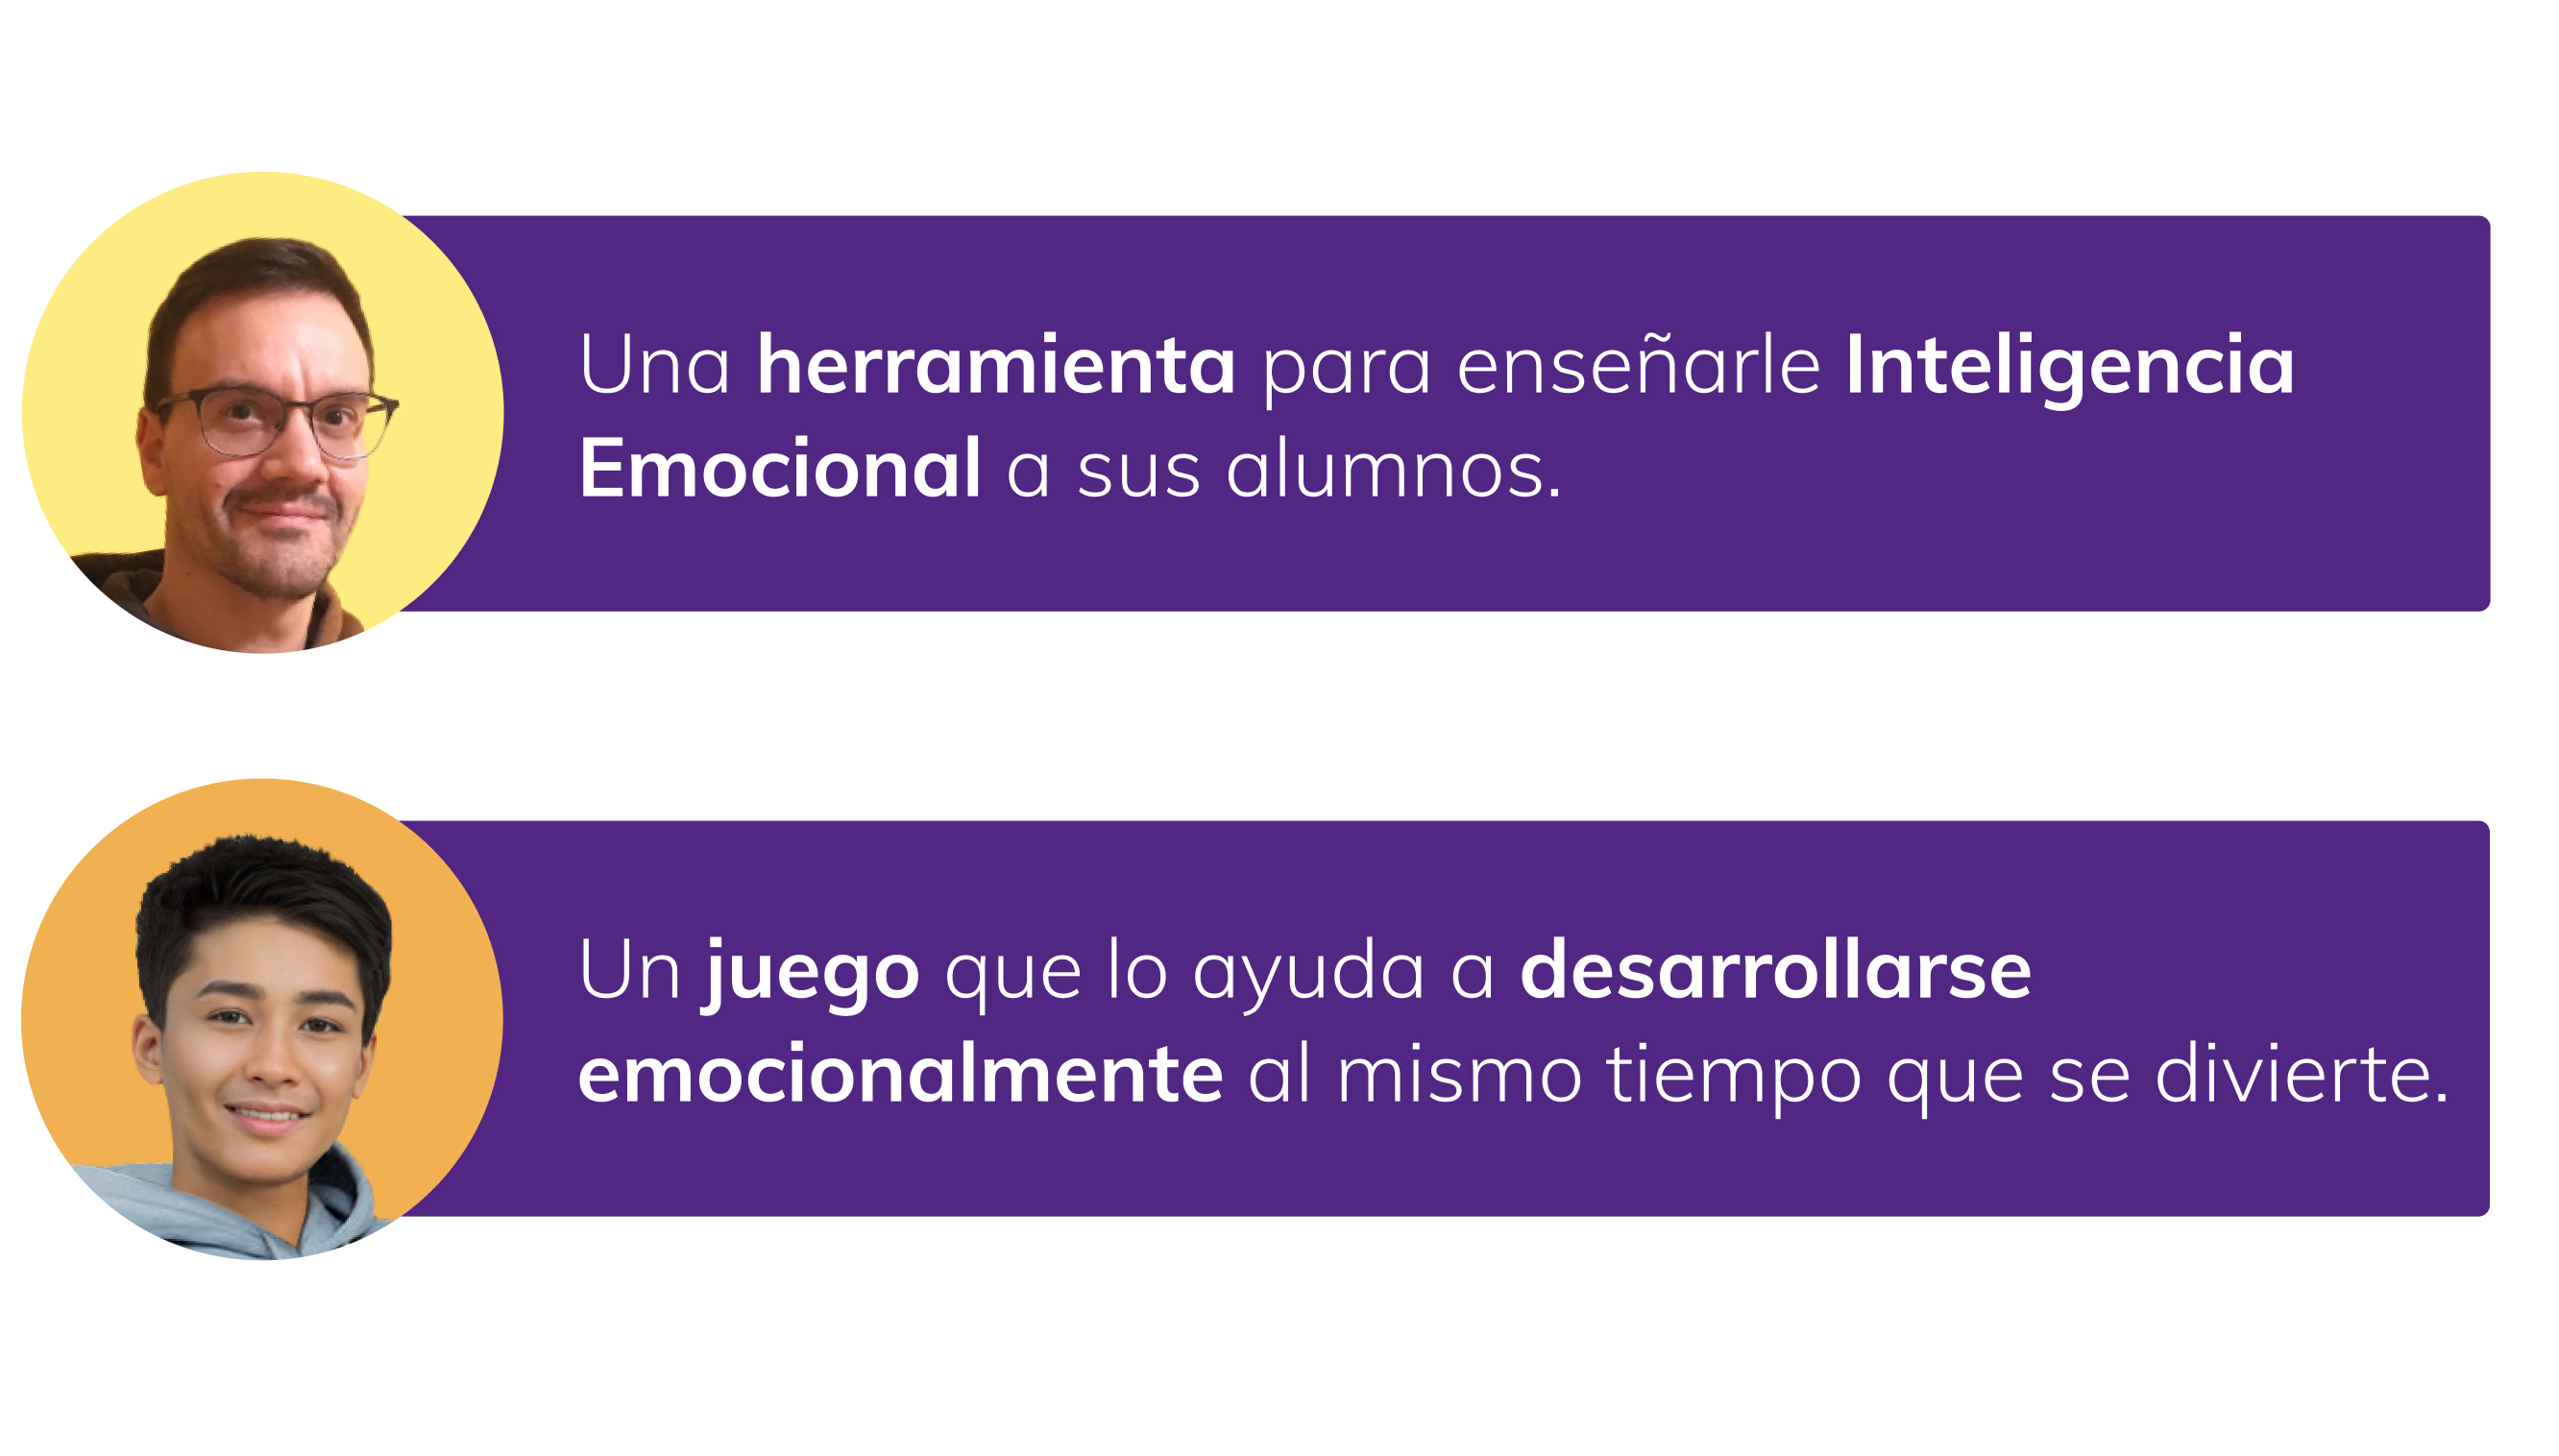 Una herramienta para enseñarle Inteligencia
Emocional a sus alumnos.
Un juego que lo ayuda a desarrollarse
emocionalmente al mismo tiempo que se divierte.